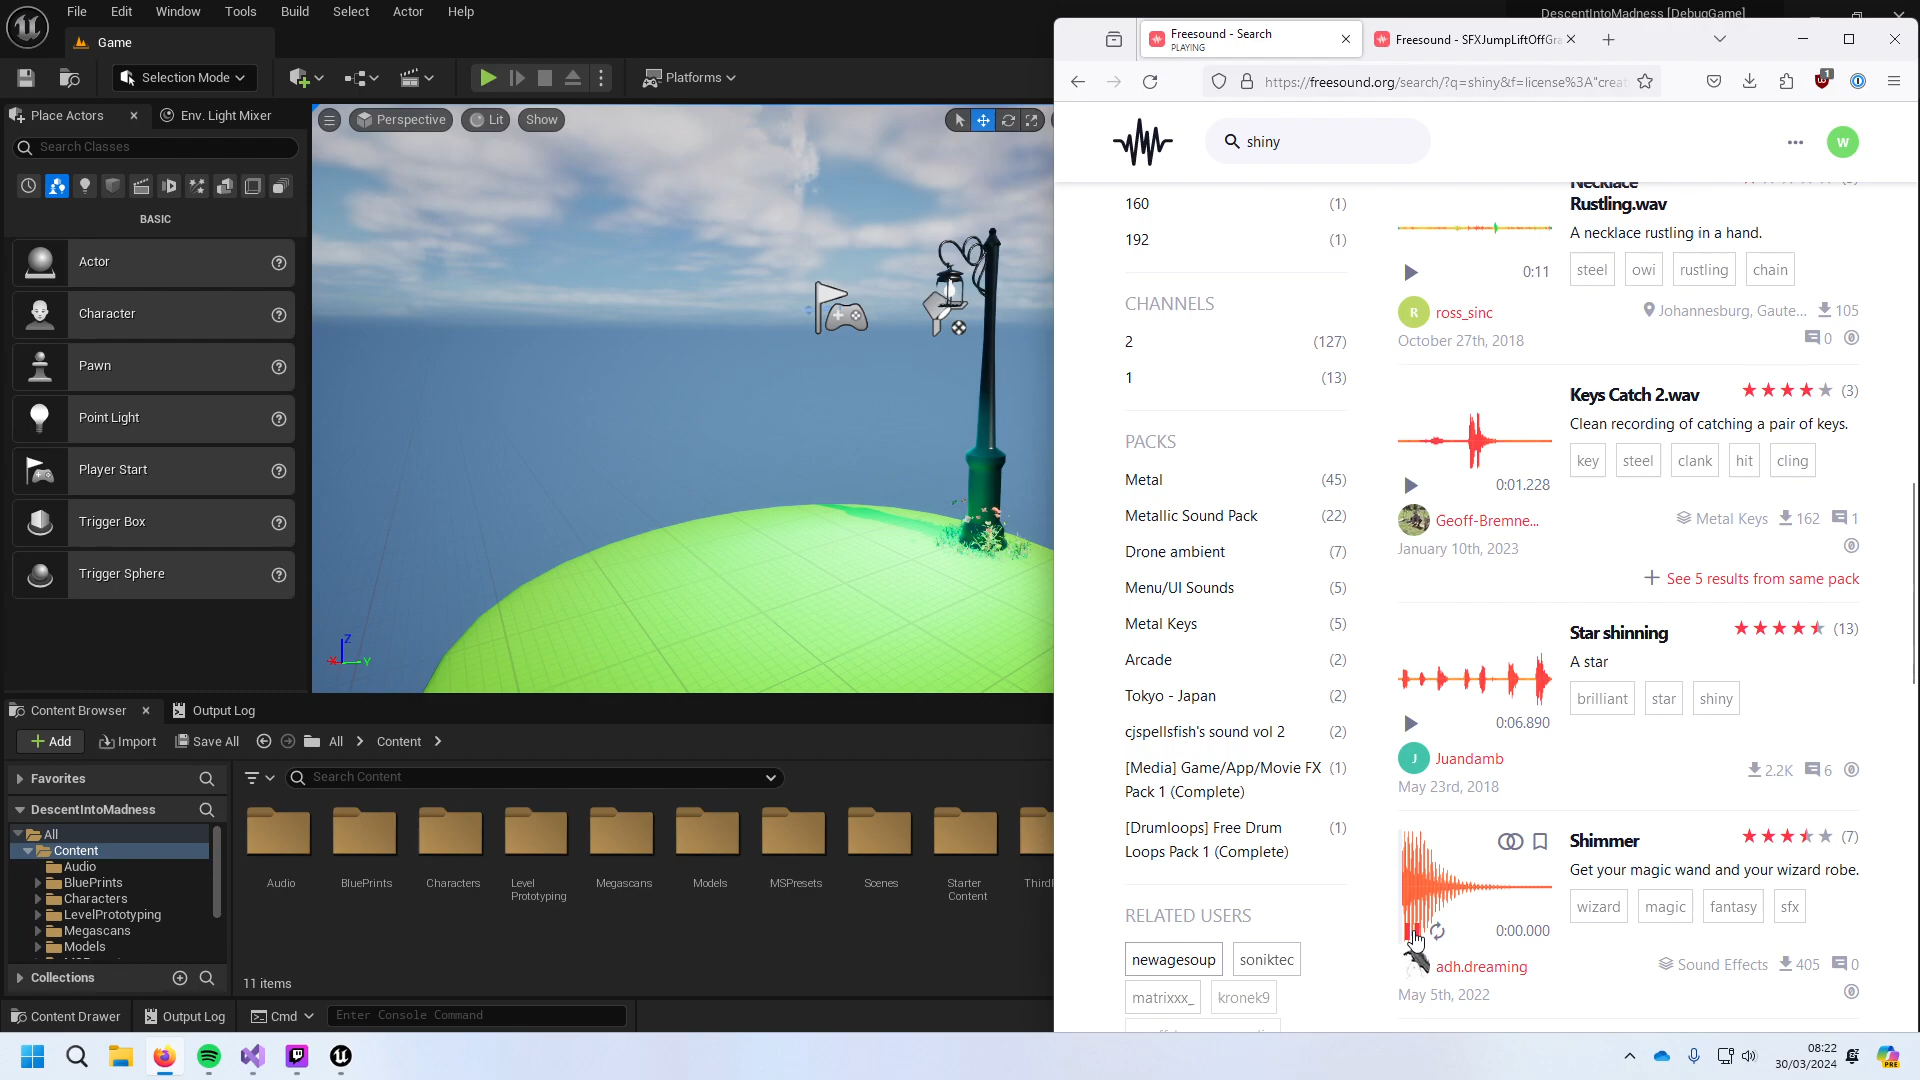 File Edit Window Tools Build Select Actor Help
DescentIntoMadness [DebugGame]
Game
Selection Mode
Platforms
Place Actors
Env. Light Mixer
Search Classes
BASIC
Actor
Character
Pawn
Point Light
Player Start
Trigger Box
Trigger Sphere
Perspective
Lit
Show
Z
X
Y
Content Browser
Output Log
Add
Import
Save All
All
Content
Favorites
Search Content
DescentIntoMadness
All
Content
Audio
BluePrints
Characters
LevelPrototyping
Megascans
Models
Collections
Audio
BluePrints
Characters
Level
Prototyping
Megascans
Models
MSPresets
Scenes
Starter
Content
11 items
Content Drawer
Output Log
Cmd
Enter Console Command
Freesound - Search
PLAYING
Freesound - SFXJumpLiftOffGra
https://freesound.org/search/?q=shiny&f=license%3A"creat
1
shiny
W
160 (1)
192 (1)
CHANNELS
2 (127)
1 (13)
PACKS
Metal (45)
Metallic Sound Pack (22)
Drone ambient (7)
Menu/UI Sounds (5)
Metal Keys (5)
Arcade (2)
Tokyo - Japan (2)
cjspellsfish's sound vol 2 (2)
[Media] Game/App/Movie FX (1)
Pack 1 (Complete)
[Drumloops] Free Drum (1)
Loops Pack 1 (Complete)
RELATED USERS
newagesoup
soniktec
matrixxx_
kronek9
Necklace
Rustling.wav
A necklace rustling in a hand.
0:11
steel
owi
rustling
chain
R
ross_sinc
Johannesburg, Gaute...
105
October 27th, 2018
0
Keys Catch 2.wav
(3)
Clean recording of catching a pair of keys.
key
steel
clank
hit
cling
0:01.228
Geoff-Bremne...
Metal Keys
162
1
January 10th, 2023
See 5 results from same pack
Star shinning
(13)
A star
brilliant
star
shiny
0:06.890
J
Juandamb
2.2K
6
May 23rd, 2018
Shimmer
(7)
Get your magic wand and your wizard robe.
wizard
magic
fantasy
sfx
0:00.000
adh.dreaming
Sound Effects
405
0
May 5th, 2022
08:22
30/03/2024
PRE